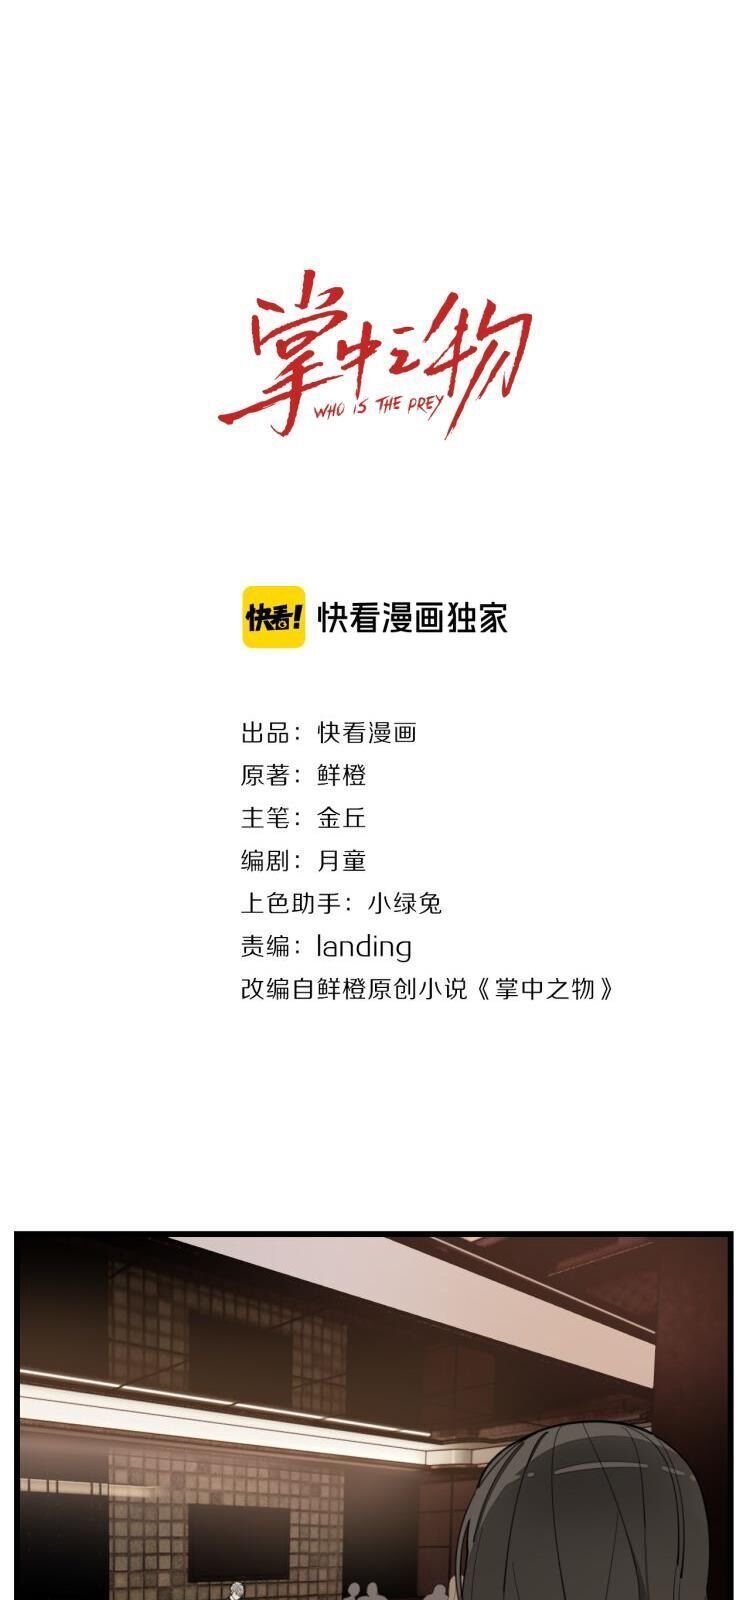 掌中之物
WHO IS THE PREY
快看! 快看漫画独家
出品：快看漫画
原著：鲜橙
主笔：金丘
编剧：月童
上色助手：小绿兔
责编：landing
改编自鲜橙原创小说《掌中之物》